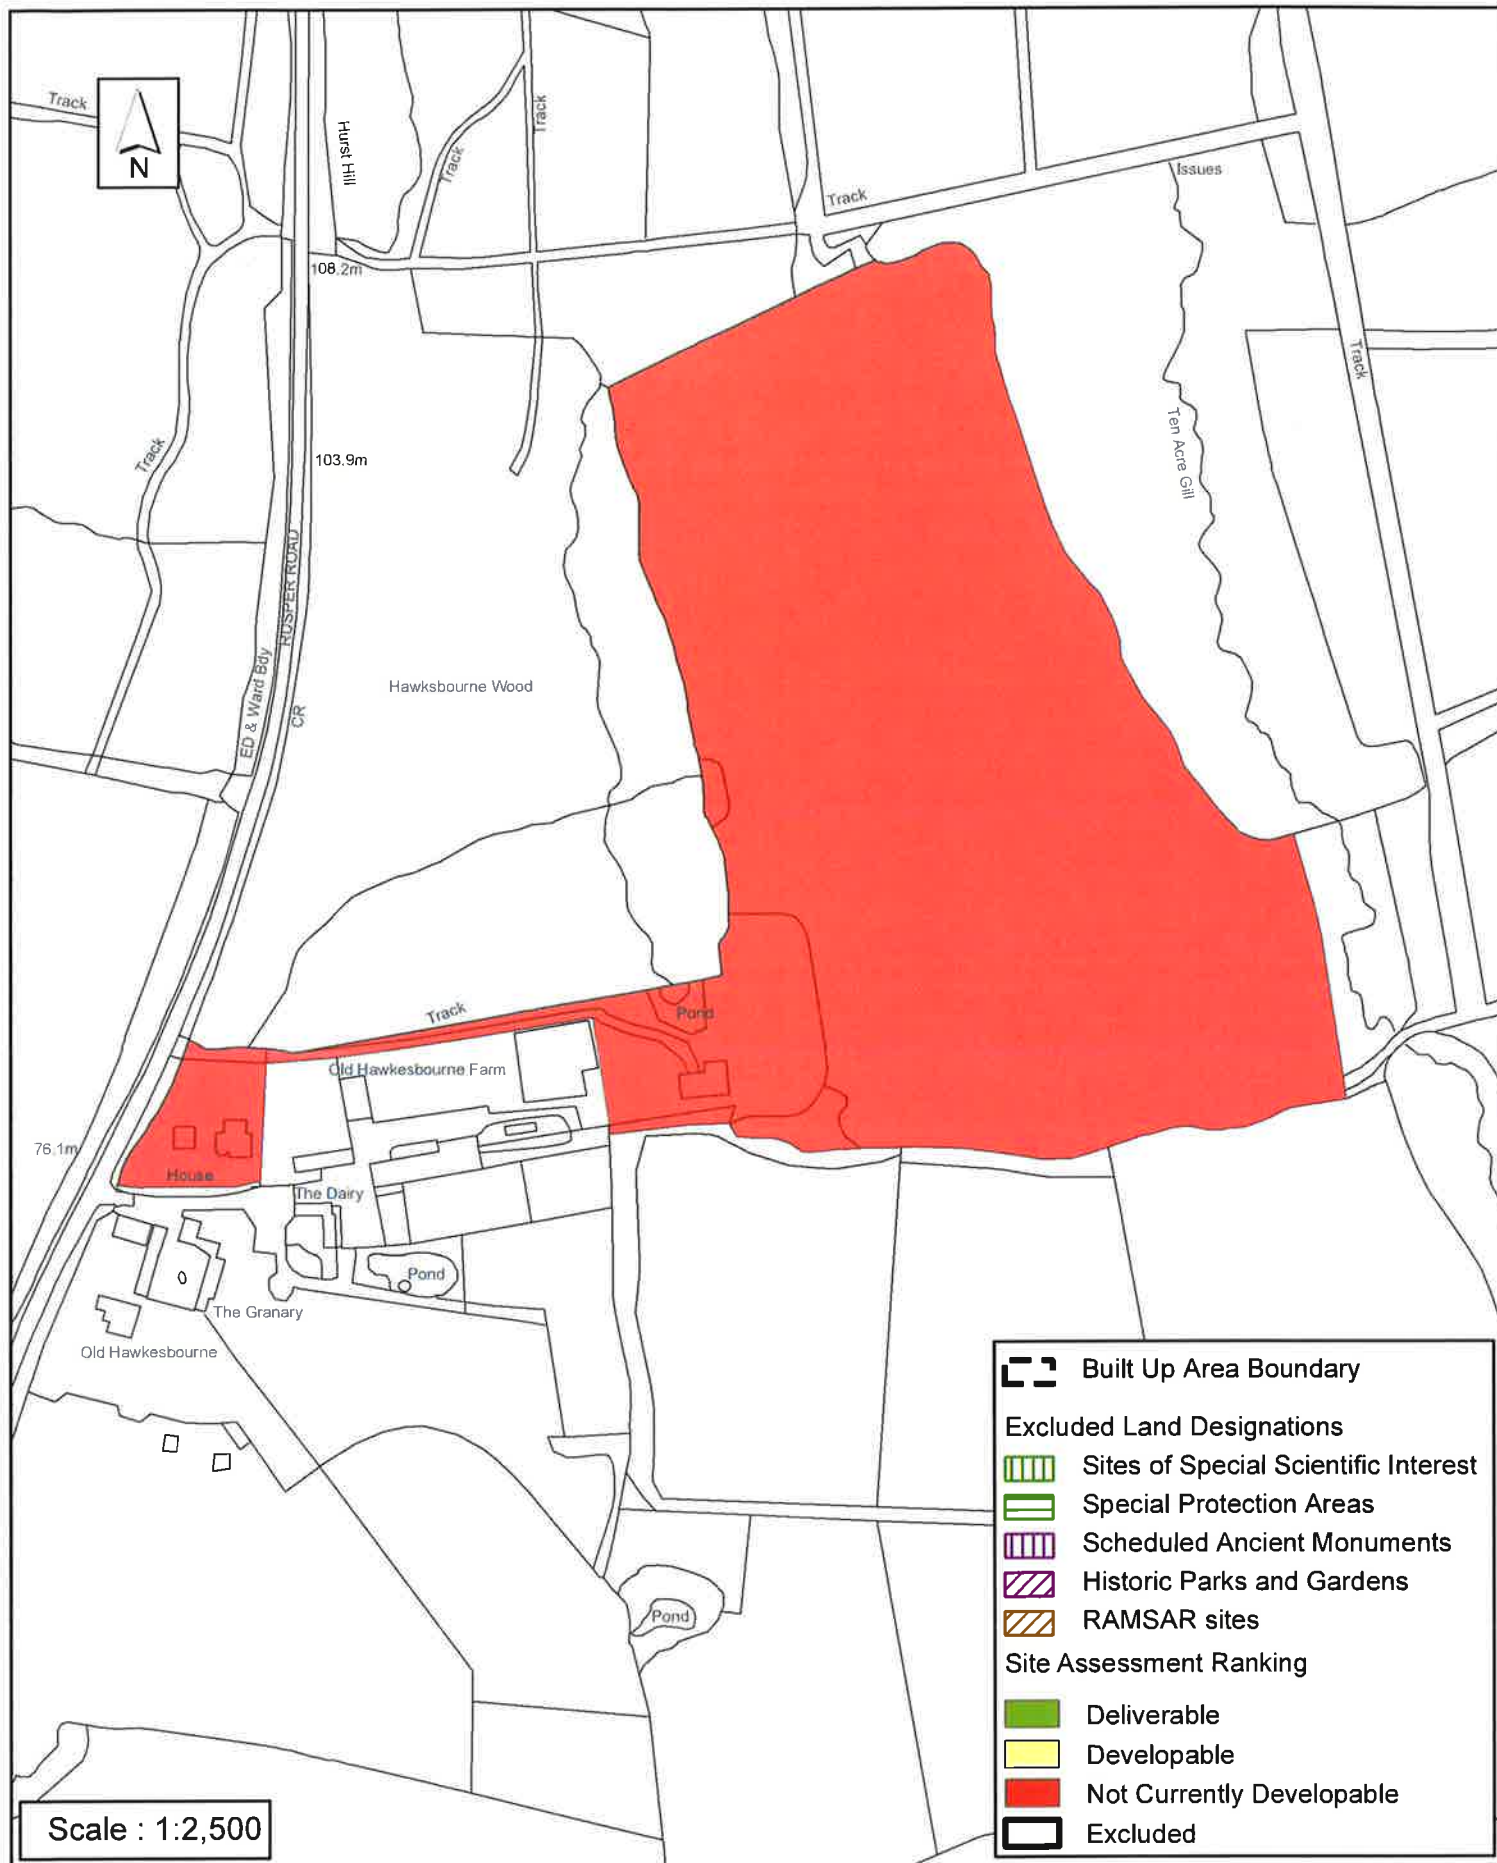 Track
N
Hurst Hill
Track
Track
Track
Issues
108.2m
Track
Track
103.9m
Ten Acre Gill
ROSPER ROAD
ED & Ward Bdy
CR
Hawksbourne Wood
Track
Pond
Old Hawkesbourne Farm
76.1m
House
The Dairy
Pond
The Granary
Old Hawkesbourne
Pond
Built Up Area Boundary
Excluded Land Designations
Sites of Special Scientific Interest
Special Protection Areas
Scheduled Ancient Monuments
Historic Parks and Gardens
RAMSAR sites
Site Assessment Ranking
Deliverable
Developable
Not Currently Developable
Excluded
Scale : 1:2,500